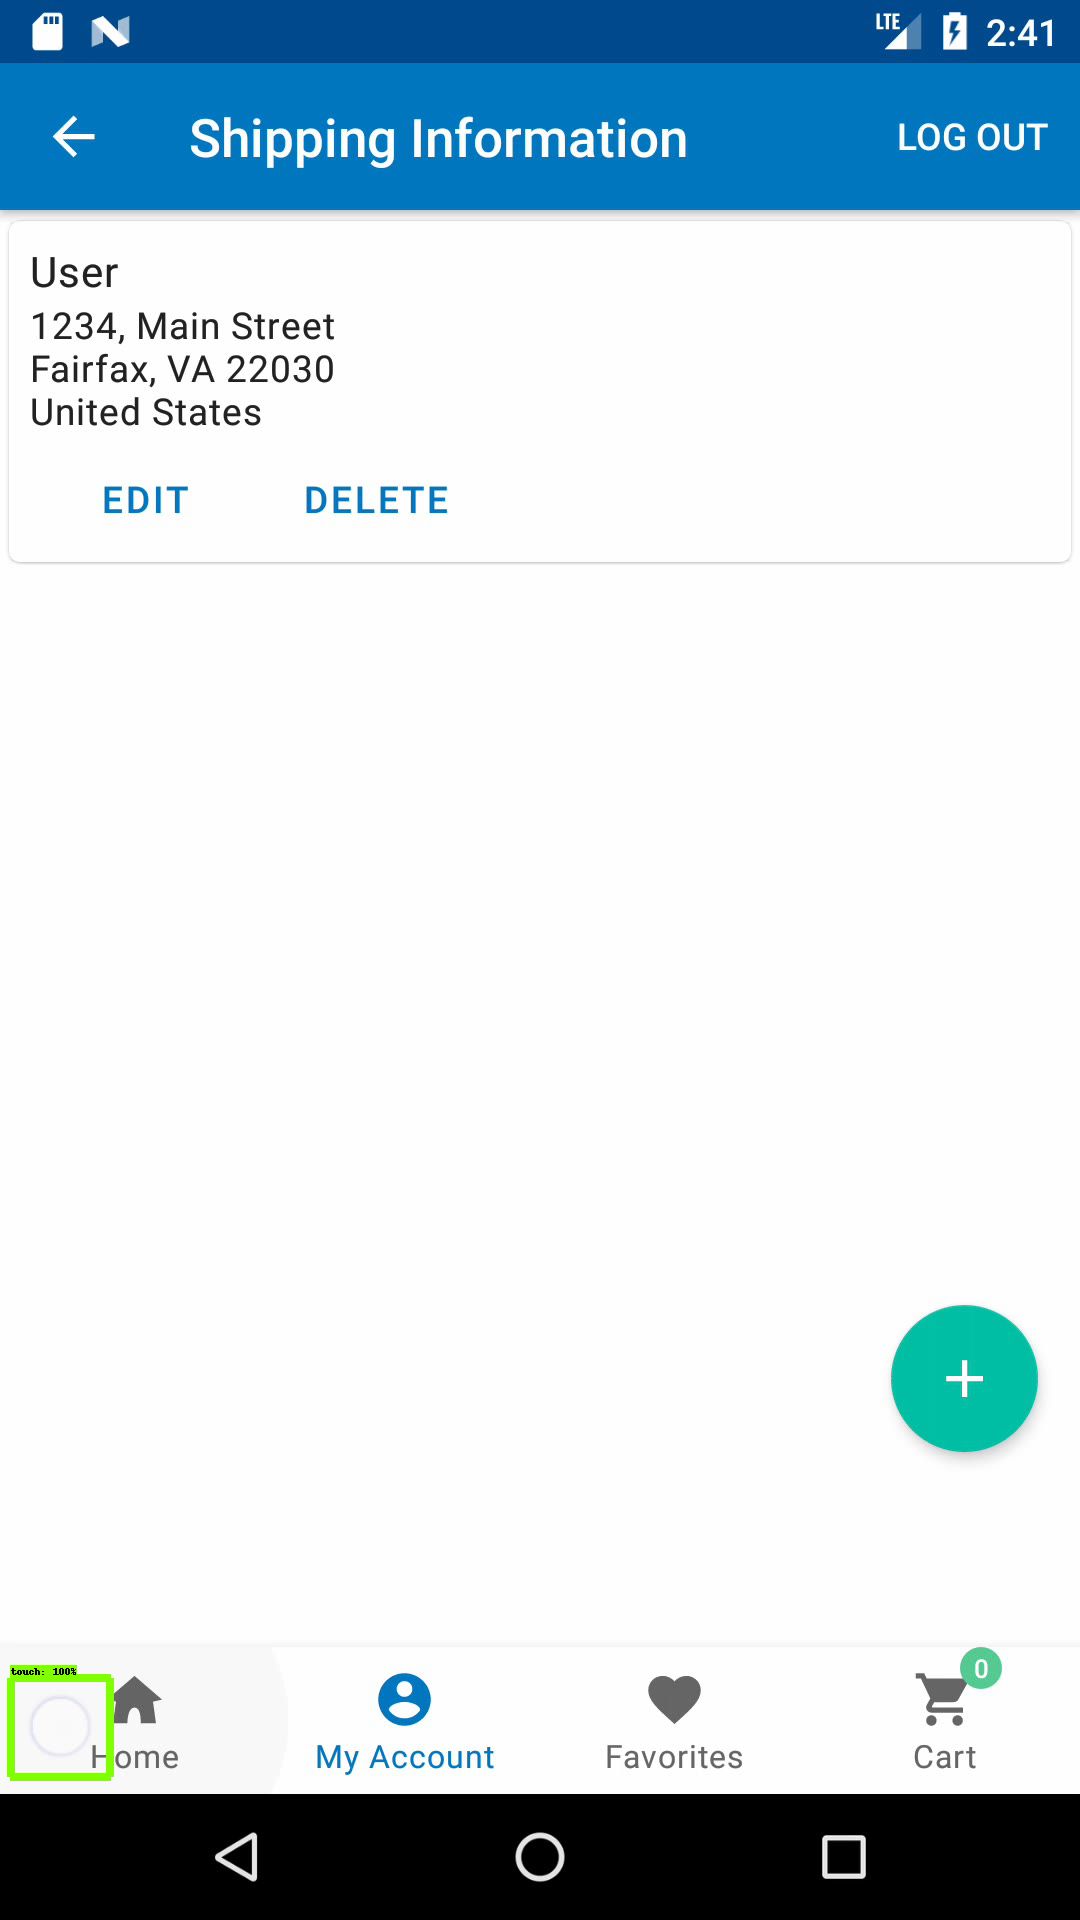 LTE 2:41
Shipping Information LOG OUT
User
1234, Main Street
Fairfax, VA 22030
United States
EDIT DELETE
0
touch: 100%
Home My Account Favorites Cart